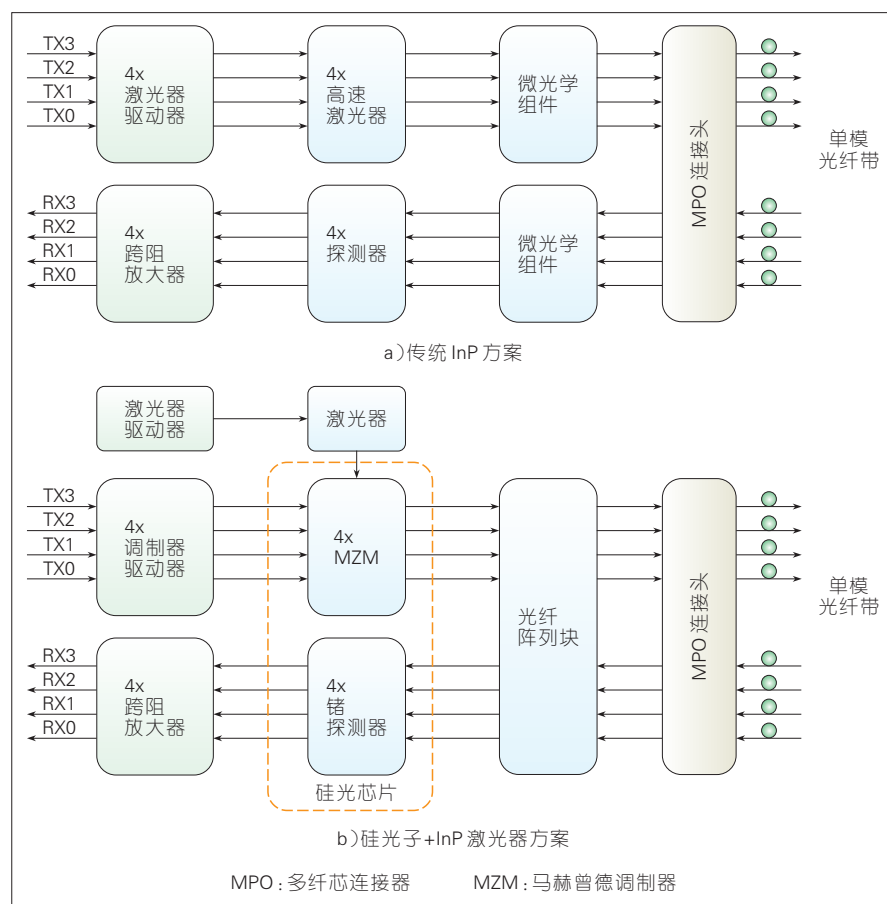 TX3
TX2
TX1
TX0
4x
激光器
驱动器
4x
高速
激光器
微光学
组件
MPO 连接头
单模
光纤带
RX3
RX2
RX1
RX0
4x
跨阻
放大器
4x
探测器
微光学
组件
a)传统 InP 方案
激光器
驱动器
激光器
TX3
TX2
TX1
TX0
4x
调制器
驱动器
4x
MZM
光纤
阵列块
MPO 连接头
单模
光纤带
RX3
RX2
RX1
RX0
4x
跨阻
放大器
4x
锗
探测器
硅光芯片
b)硅光子+InP 激光器方案
MPO:多纤芯连接器
MZM:马赫曾德调制器